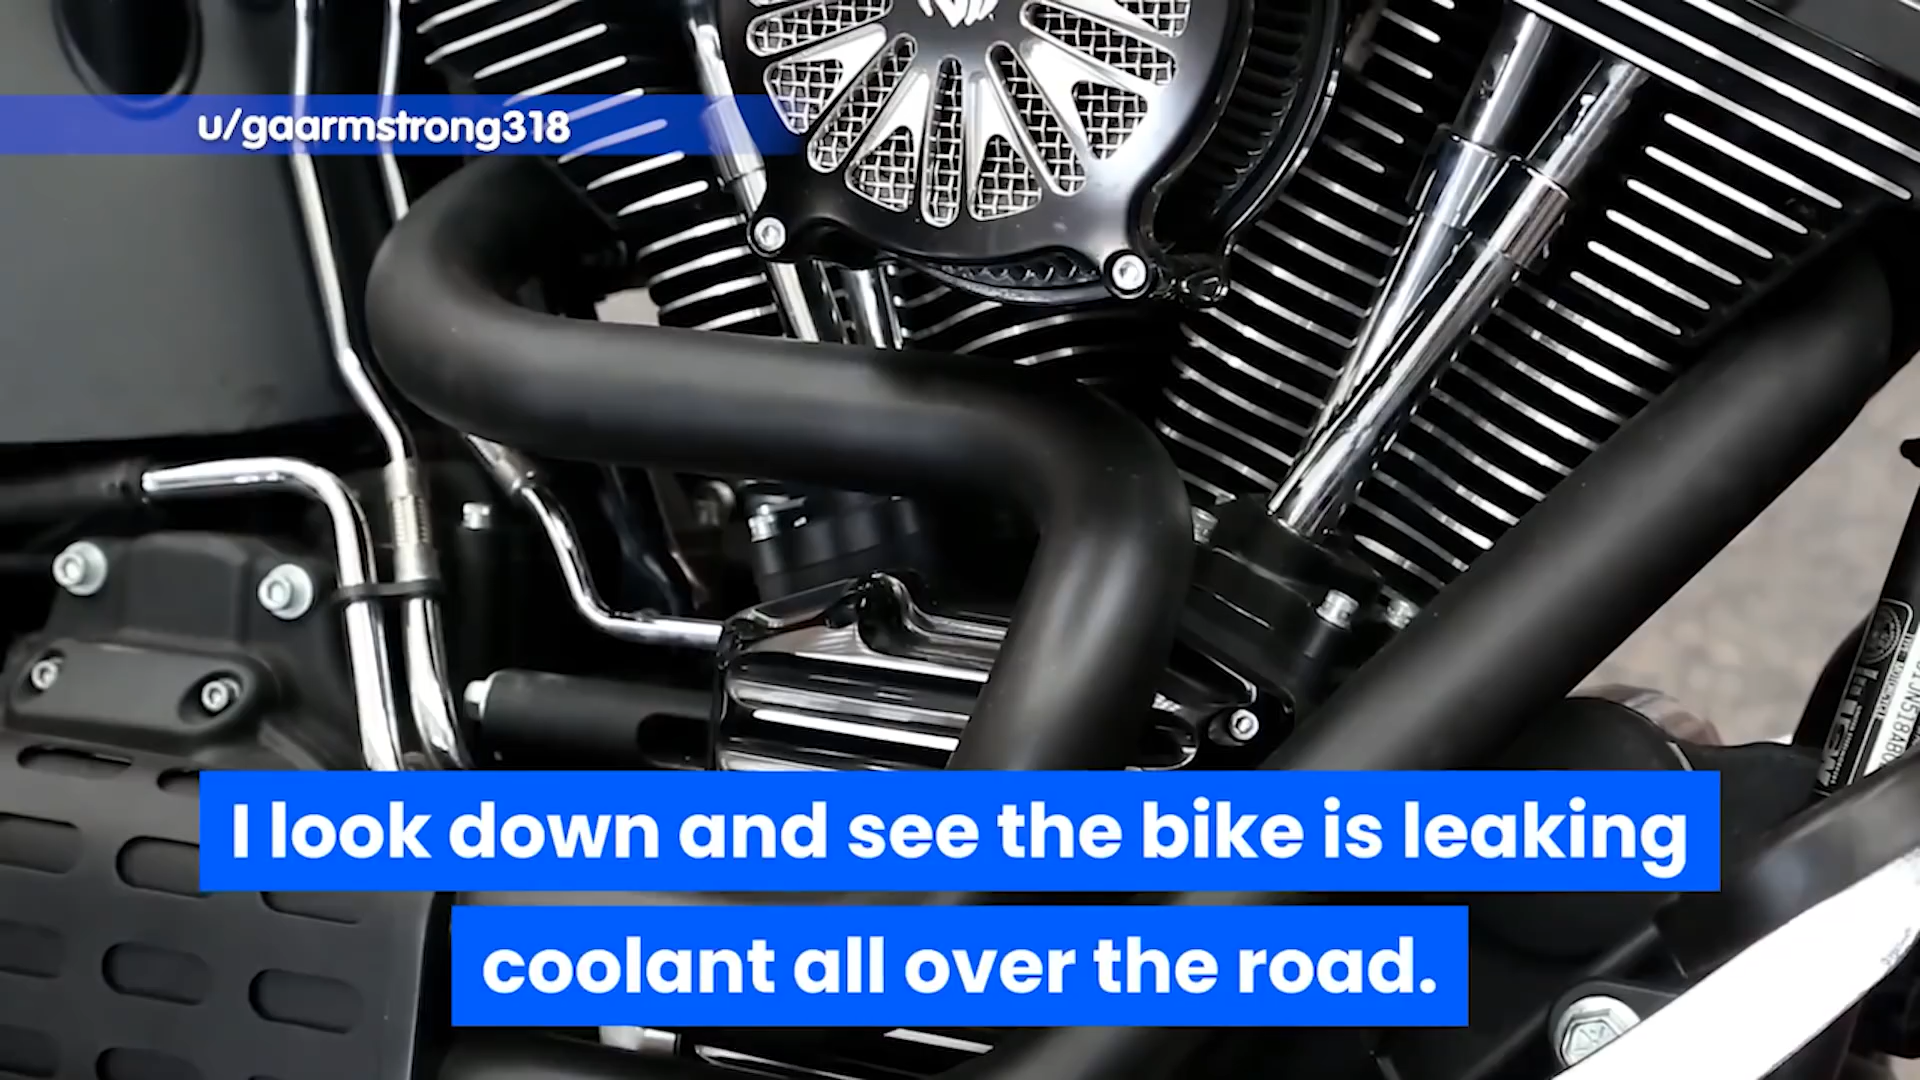 u/gaarmstrong318
I look down and see the bike is leaking
coolant all over the road.